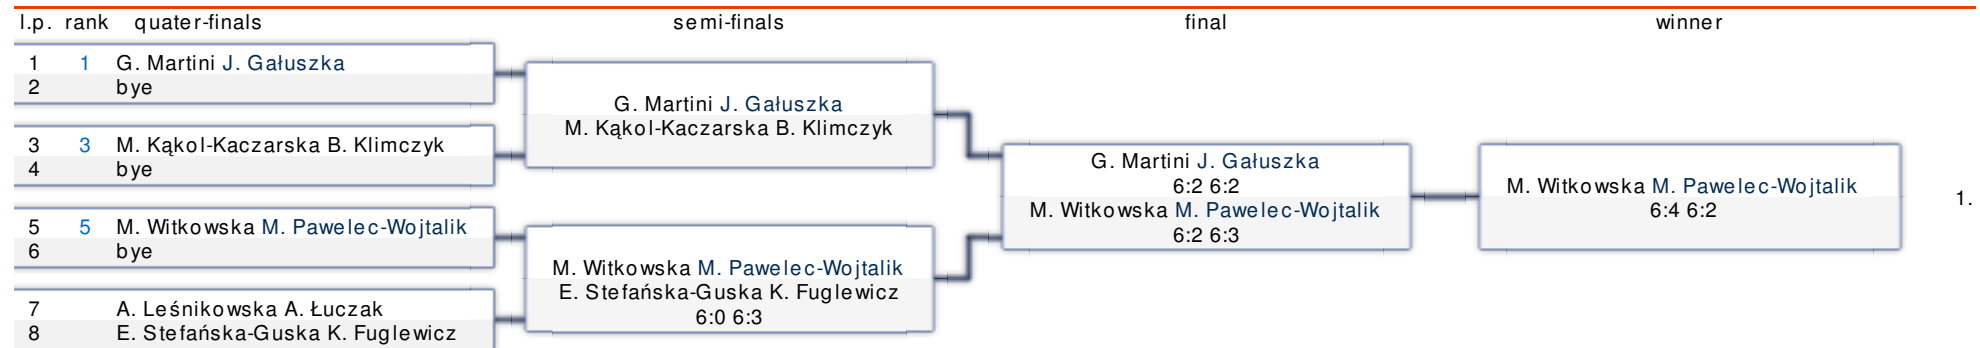 l.p. rank quater-finals semi-finals final winner
1 1 G. Martini J. Gałuszka
2 bye
3 3 M. Kąkol-Kaczarska B. Klimczyk
4 bye
5 5 M. Witkowska M. Pawelec-Wojtalik
6 bye
7 A. Leśnikowska A. Łuczak
8 E. Stefańska-Guska K. Fuglewicz
G. Martini J. Gałuszka
M. Kąkol-Kaczarska B. Klimczyk
M. Witkowska M. Pawelec-Wojtalik
E. Stefańska-Guska K. Fuglewicz
6:0 6:3
G. Martini J. Gałuszka
6:2 6:2
M. Witkowska M. Pawelec-Wojtalik
6:2 6:3
M. Witkowska M. Pawelec-Wojtalik
6:4 6:2
1.